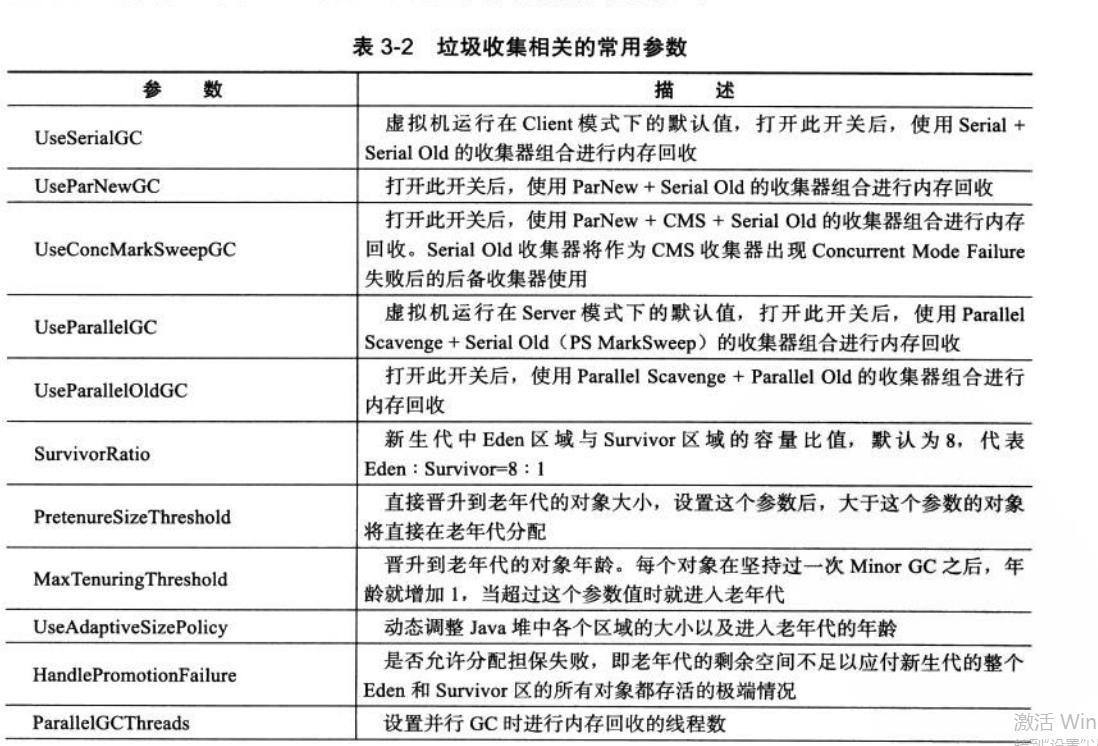 表 3-2 垃圾收集相关的常用参数
参 数
描 述
UseSerialGC
虚拟机运行在 Client 模式下的默认值，打开此开关后，使用 Serial +
Serial Old 的收集器组合进行内存回收
UseParNewGC
打开此开关后，使用 ParNew + Serial Old 的收集器组合进行内存回收
UseConcMarkSweepGC
打开此开关后，使用 ParNew + CMS + Serial Old 的收集器组合进行内存
回收。Serial Old 收集器将作为 CMS 收集器出现 Concurrent Mode Failure
失败后的后备收集器使用
UseParallelGC
虚拟机运行在 Server 模式下的默认值，打开此开关后，使用 Parallel
Scavenge + Serial Old（PS MarkSweep）的收集器组合进行内存回收
UseParallelOldGC
打开此开关后，使用 Parallel Scavenge + Parallel Old 的收集器组合进行
内存回收
SurvivorRatio
新生代中 Eden 区域与 Survivor 区域的容量比值，默认为 8，代表
Eden：Survivor=8：1
PretenureSizeThreshold
直接晋升到老年代的对象大小，设置这个参数后，大于这个参数的对象
将直接在老年代分配
MaxTenuringThreshold
晋升到老年代的对象年龄。每个对象在坚持过一次 Minor GC 之后，年
龄就增加 1，当超过这个参数值时就进入老年代
UseAdaptiveSizePolicy
动态调整 Java 堆中各个区域的大小以及进入老年代的年龄
HandlePromotionFailure
是否允许分配担保失败，即老年代的剩余空间不足以应付新生代的整个
Eden 和 Survivor 区的所有对象都存活的极端情况
ParallelGCThreads
设置并行 GC 时进行内存回收的线程数
激活 Win